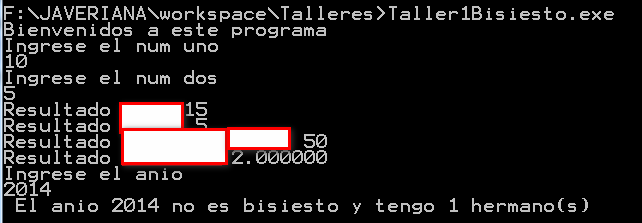 F:\JAVERIANA\workspace\Talleres>Taller1Bisiesto.exe
Bienvenidos a este programa
Ingrese el num uno
10
Ingrese el num dos
5
Resultado 15
Resultado 5
Resultado 50
Resultado 2.000000
Ingrese el anio
2014
El anio 2014 no es bisiesto y tengo 1 hermano(s)